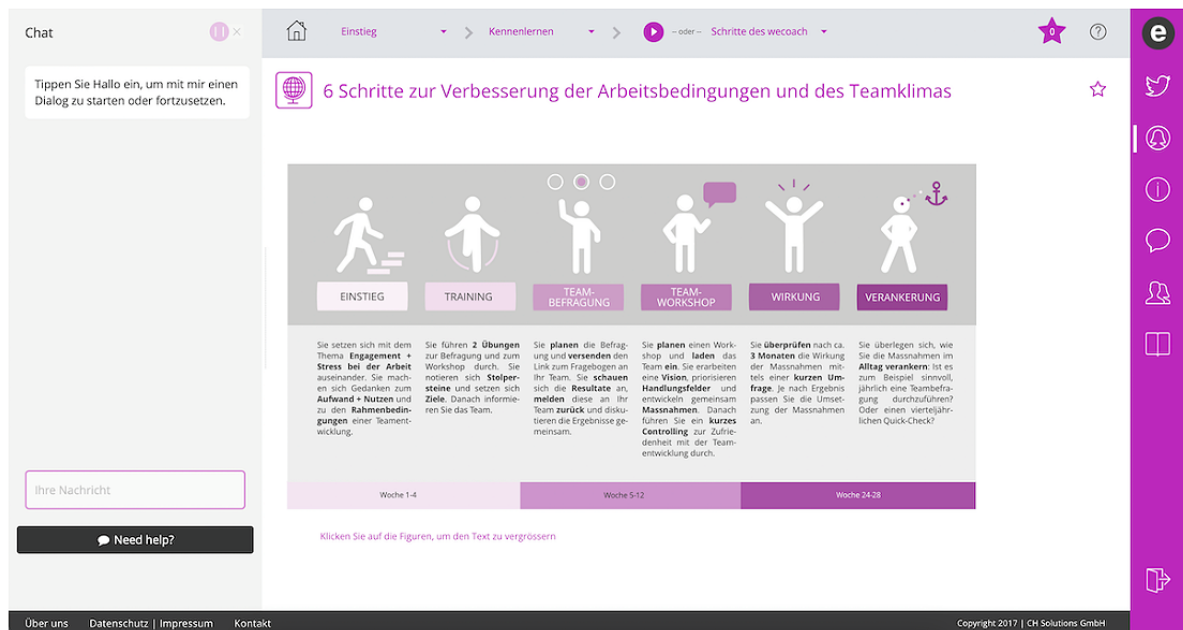 Chat
Tippen Sie Hallo ein, um mit mir einen
Dialog zu starten oder fortzusetzen.
Ihre Nachricht
Need help?
Einstieg
Kennenlernen
– oder –
Schritte des wecoach
0
?
e
6 Schritte zur Verbesserung der Arbeitsbedingungen und des Teamklimas
EINSTIEG
TRAINING
TEAM-
BEFRAGUNG
TEAM-
WORKSHOP
WIRKUNG
VERANKERUNG
Sie setzen sich mit dem
Thema Engagement +
Stress bei der Arbeit
auseinander. Sie mach-
en sich Gedanken zum
Aufwand + Nutzen und
zu den Rahmenbedin-
gungen einer Teament-
wicklung.
Sie führen 2 Übungen
zur Befragung und zum
Workshop durch. Sie
notieren sich Stolper-
steine und setzen sich
Ziele. Danach informie-
ren Sie das Team.
Sie planen die Befrag-
ung und versenden den
Link zum Fragebogen an
Ihr Team. Sie schauen
sich die Resultate an,
melden diese an Ihr
Team zurück und disku-
tieren die Ergebnisse ge-
meinsam.
Sie planen einen Work-
shop und laden das
Team ein. Sie erarbeiten
eine Vision, priorisieren
Handlungsfelder und
entwickeln gemeinsam
Massnahmen. Danach
führen Sie ein kurzes
Controlling zur Zufrie-
denheit mit der Team-
entwicklung durch.
Sie überprüfen nach ca.
3 Monaten die Wirkung
der Massnahmen mit-
tels einer kurzen Um-
frage. Je nach Ergebnis
passen Sie die Umset-
zung der Massnahmen
an.
Sie überlegen sich, wie
Sie die Massnahmen im
Alltag verankern: Ist es
zum Beispiel sinnvoll,
jährlich eine Teambefra-
gung durchzuführen?
Oder einen vierteljähr-
lichen Quick-Check?
Woche 1-4
Woche 5-12
Woche 24-28
Klicken Sie auf die Figuren, um den Text zu vergrössern
Über uns
Datenschutz | Impressum
Kontakt
Copyright 2017 | CH Solutions GmbH